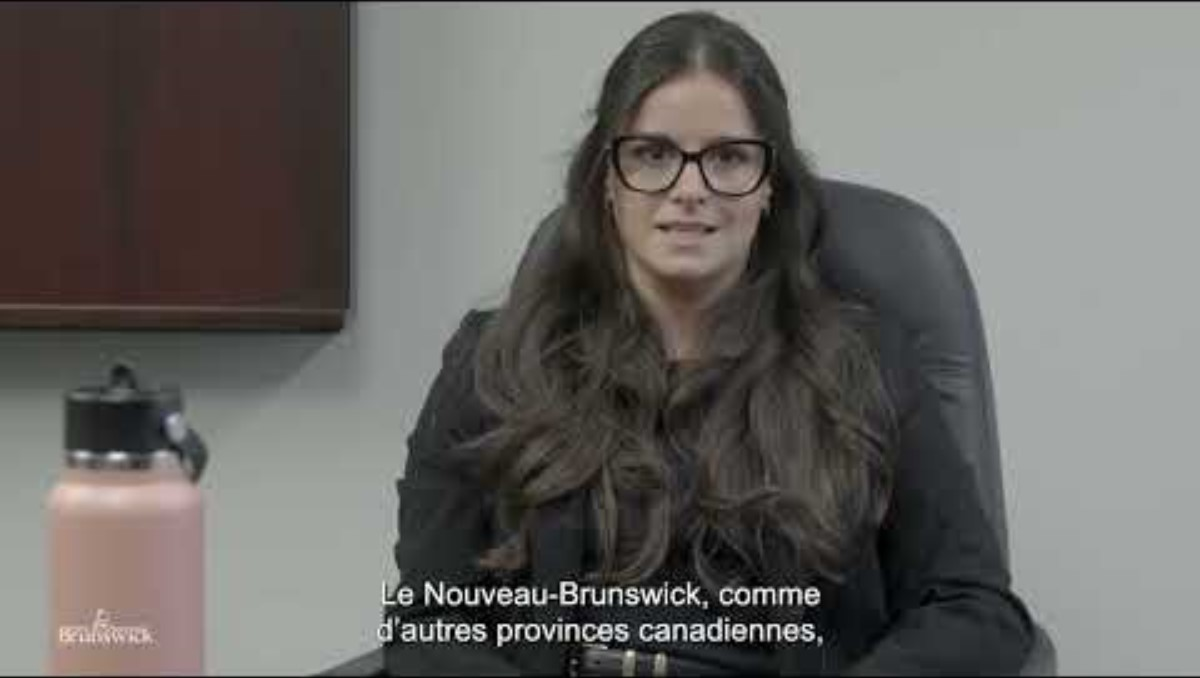 Brunswick
Le Nouveau-Brunswick, comme
d'autres provinces canadiennes,